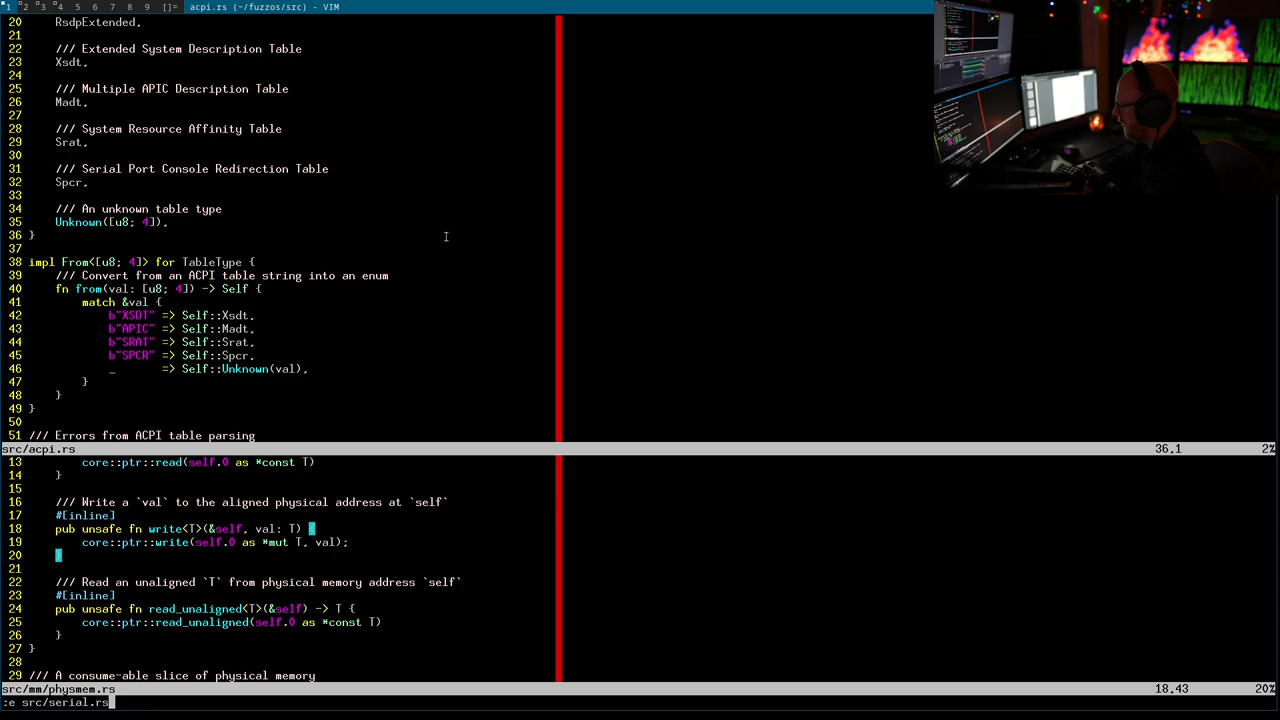 1 2 3 4 5 6 7 8 9 []= acpi.rs (~/fuzzos/src) - VIM
20     RsdpExtended,
21
22     /// Extended System Description Table
23     Xsdt,
24
25     /// Multiple APIC Description Table
26     Madt,
27
28     /// System Resource Affinity Table
29     Srat,
30
31     /// Serial Port Console Redirection Table
32     Spcr,
33
34     /// An unknown table type
35     Unknown([u8; 4]),
36 }
37
38 impl From<[u8; 4]> for TableType {
39     /// Convert from an ACPI table string into an enum
40     fn from(val: [u8; 4]) -> Self {
41         match &val {
42             b"XSDT" => Self::Xsdt,
43             b"APIC" => Self::Madt,
44             b"SRAT" => Self::Srat,
45             b"SPCR" => Self::Spcr,
46             _       => Self::Unknown(val),
47         }
48     }
49 }
50
51 /// Errors from ACPI table parsing
src/acpi.rs 36,1 2%
13         core::ptr::read(self.0 as *const T)
14     }
15
16     /// Write a `val` to the aligned physical address at `self`
17     #[inline]
18     pub unsafe fn write<T>(&self, val: T) {
19         core::ptr::write(self.0 as *mut T, val);
20     }
21
22     /// Read an unaligned `T` from physical memory address `self`
23     #[inline]
24     pub unsafe fn read_unaligned<T>(&self) -> T {
25         core::ptr::read_unaligned(self.0 as *const T)
26     }
27 }
28
29 /// A consume-able slice of physical memory
src/mm/physmem.rs 18,43 20%
:e src/serial.rs